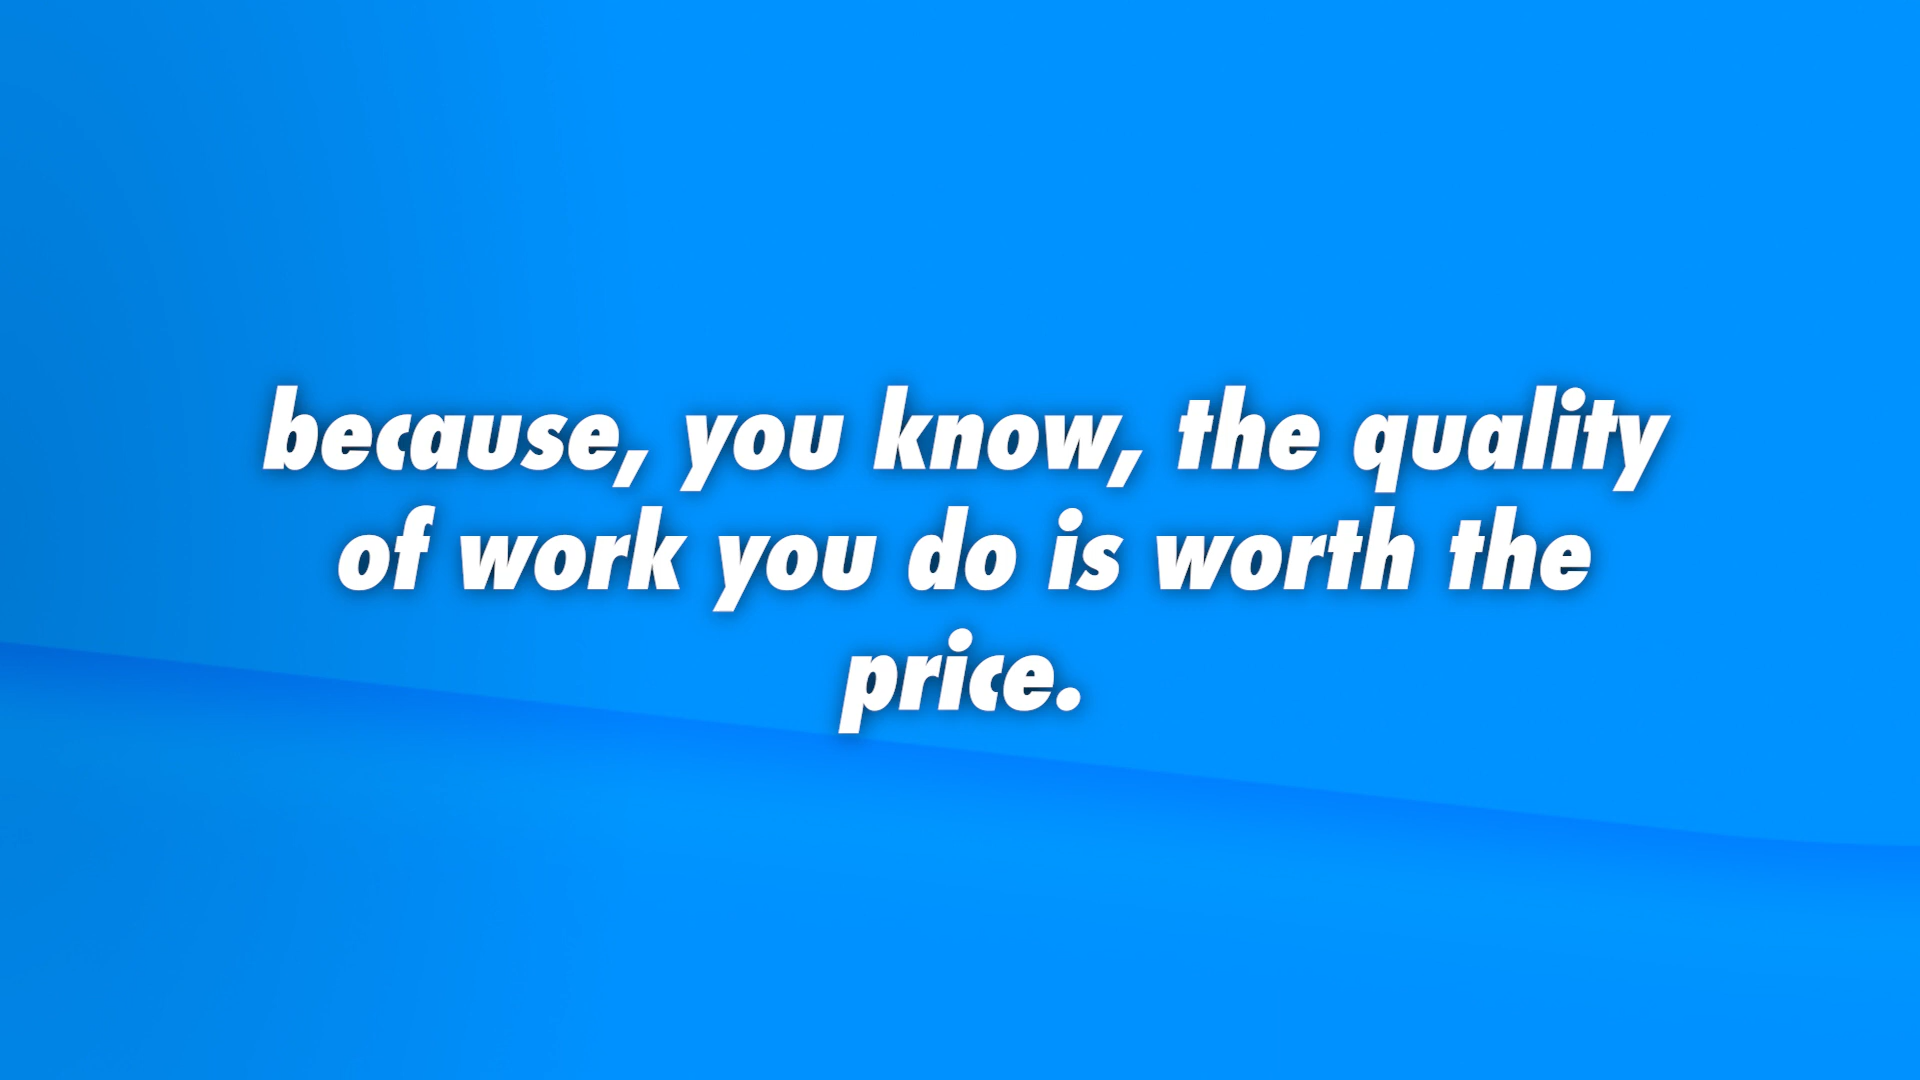 because, you know, the quality
of work you do is worth the
price.